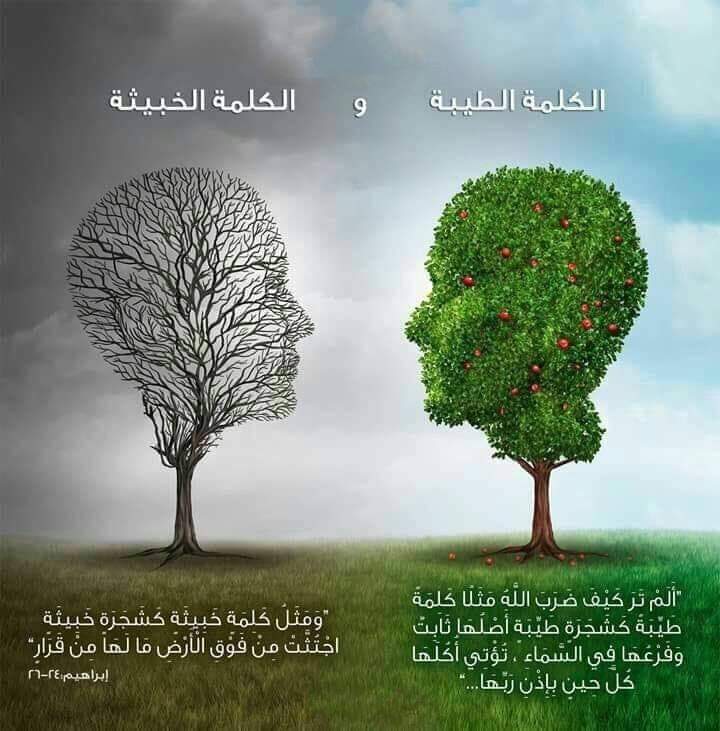 الكلمة الطيبة و الكلمة الخبيثة
"أَلَمْ تَرَ كَيْفَ ضَرَبَ اللَّهُ مَثَلًا كَلِمَةً
طَيِّبَةً كَشَجَرَةٍ طَيِّبَةٍ أَصْلُهَا ثَابِتٌ
وَفَرْعُهَا فِي السَّمَاءِ ، تُؤْتِي أُكُلَهَا
كُلَّ حِينٍ بِإِذْنِ رَبِّهَا..."
"وَمَثَلُ كَلِمَةٍ خَبِيثَةٍ كَشَجَرَةٍ خَبِيثَةٍ
اجْتُثَّتْ مِنْ فَوْقِ الْأَرْضِ مَا لَهَا مِنْ قَرَارٍ"
إبراهيم:٢٤-٢٦